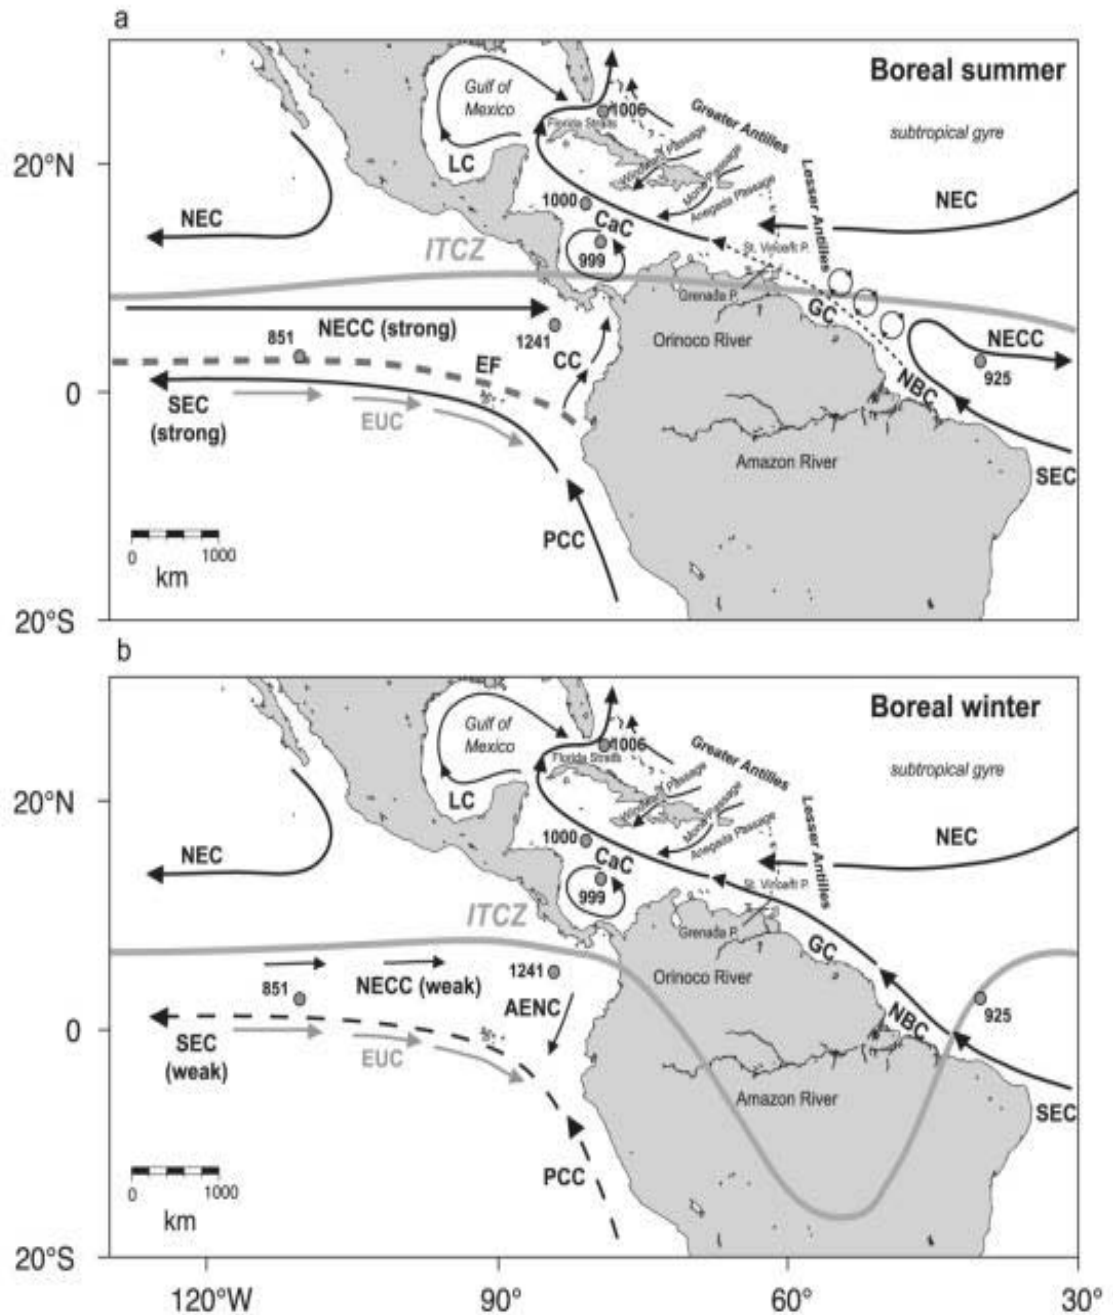 a
Boreal summer
subtropical gyre
Gulf of
Mexico
1006
Florida Straits
Greater Antilles
Windward Passage
Mona Passage
Anegada Passage
Lesser Antilles
20°N
LC
NEC
1000
CaC
NEC
ITCZ
999
St. Vincent P.
Grenada P.
GC
NECC (strong)
851
1241
Orinoco River
NECC
925
EF
CC
NBC
0
SEC
(strong)
EUC
Amazon River
SEC
PCC
0
1000
km
20°S
b
Boreal winter
subtropical gyre
Gulf of
Mexico
1006
Florida Straits
Greater Antilles
Windward Passage
Mona Passage
Anegada Passage
Lesser Antilles
20°N
LC
NEC
1000
CaC
NEC
999
St. Vincent P.
ITCZ
Grenada P.
GC
1241
Orinoco River
851
NECC (weak)
AENC
NBC
925
0
SEC
(weak)
EUC
Amazon River
SEC
PCC
0
1000
km
20°S
120°W
90°
60°
30°